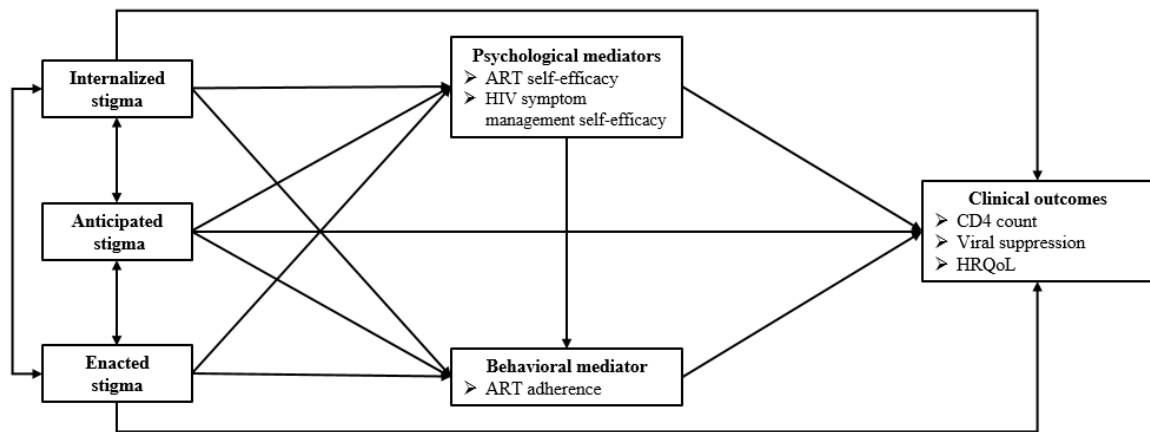 Internalized
stigma
Anticipated
stigma
Enacted
stigma
Psychological mediators
➢ ART self-efficacy
➢ HIV symptom
management self-efficacy
Behavioral mediator
➢ ART adherence
Clinical outcomes
➢ CD4 count
➢ Viral suppression
➢ HRQoL